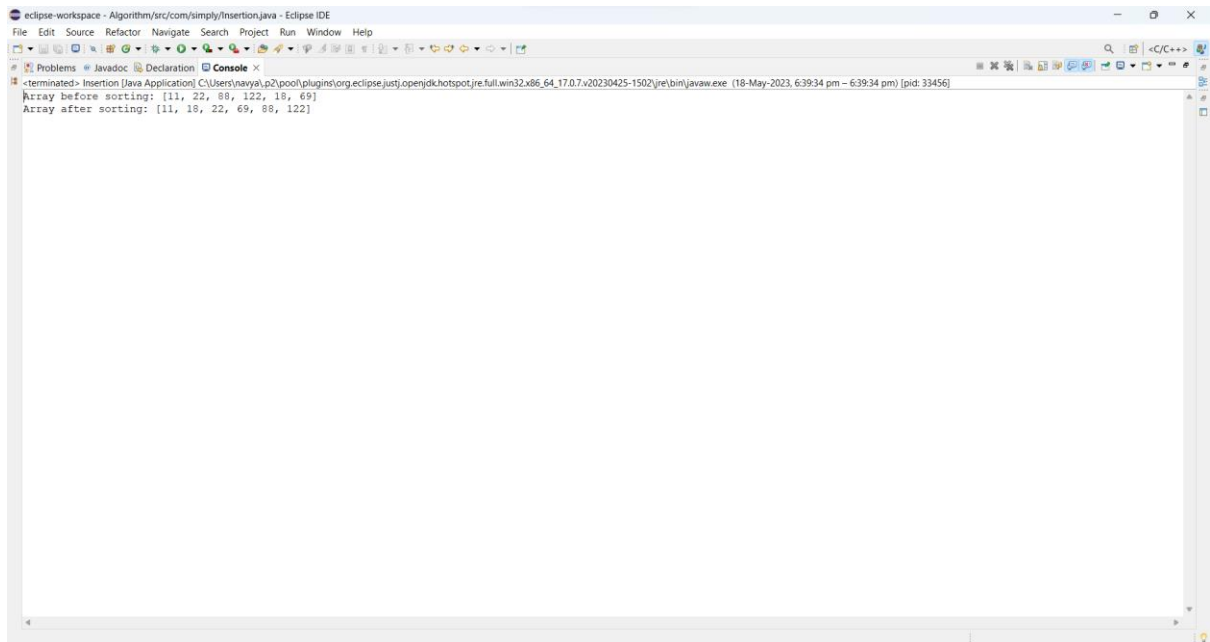 eclipse-workspace - Algorithm/src/com/simply/Insertion.java - Eclipse IDE
File Edit Source Refactor Navigate Search Project Run Window Help
<C/C++>
Problems Javadoc Declaration Console
<terminated> Insertion [Java Application] C:\Users\navya\.p2\pool\plugins\org.eclipse.justj.openjdk.hotspot.jre.full.win32.x86_64_17.0.7.v20230425-1502\jre\bin\javaw.exe (18-May-2023, 6:39:34 pm – 6:39:34 pm) [pid: 33456]
Array before sorting: [11, 22, 88, 122, 18, 69]
Array after sorting: [11, 18, 22, 69, 88, 122]